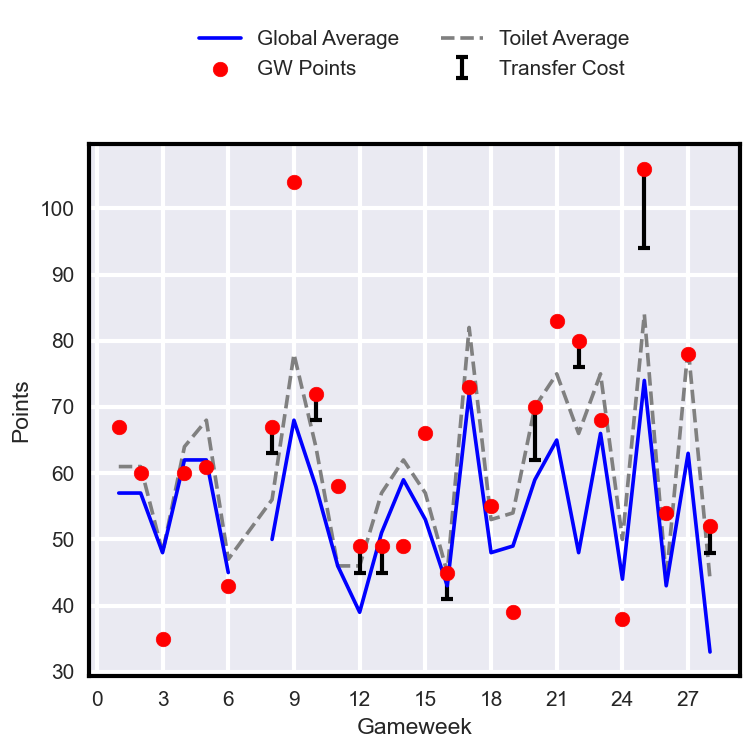 Global Average
Toilet Average
GW Points
Transfer Cost
100
90
80
70
60
50
40
30
Points
0 3 6 9 12 15 18 21 24 27
Gameweek